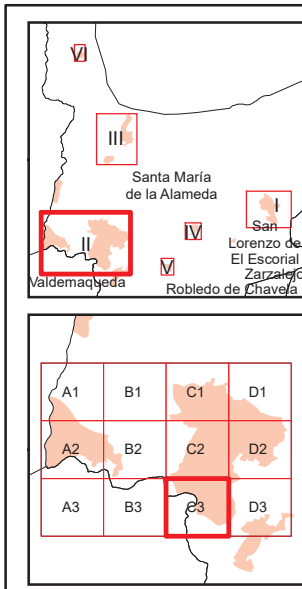 VI
III
Santa María
de la Alameda
I
San
Lorenzo de
El Escorial
II
IV
Zarzalejo
V
Valdemaqueda
Robledo de Chavela
A1 B1 C1 D1
A2 B2 C2 D2
A3 B3 C3 D3